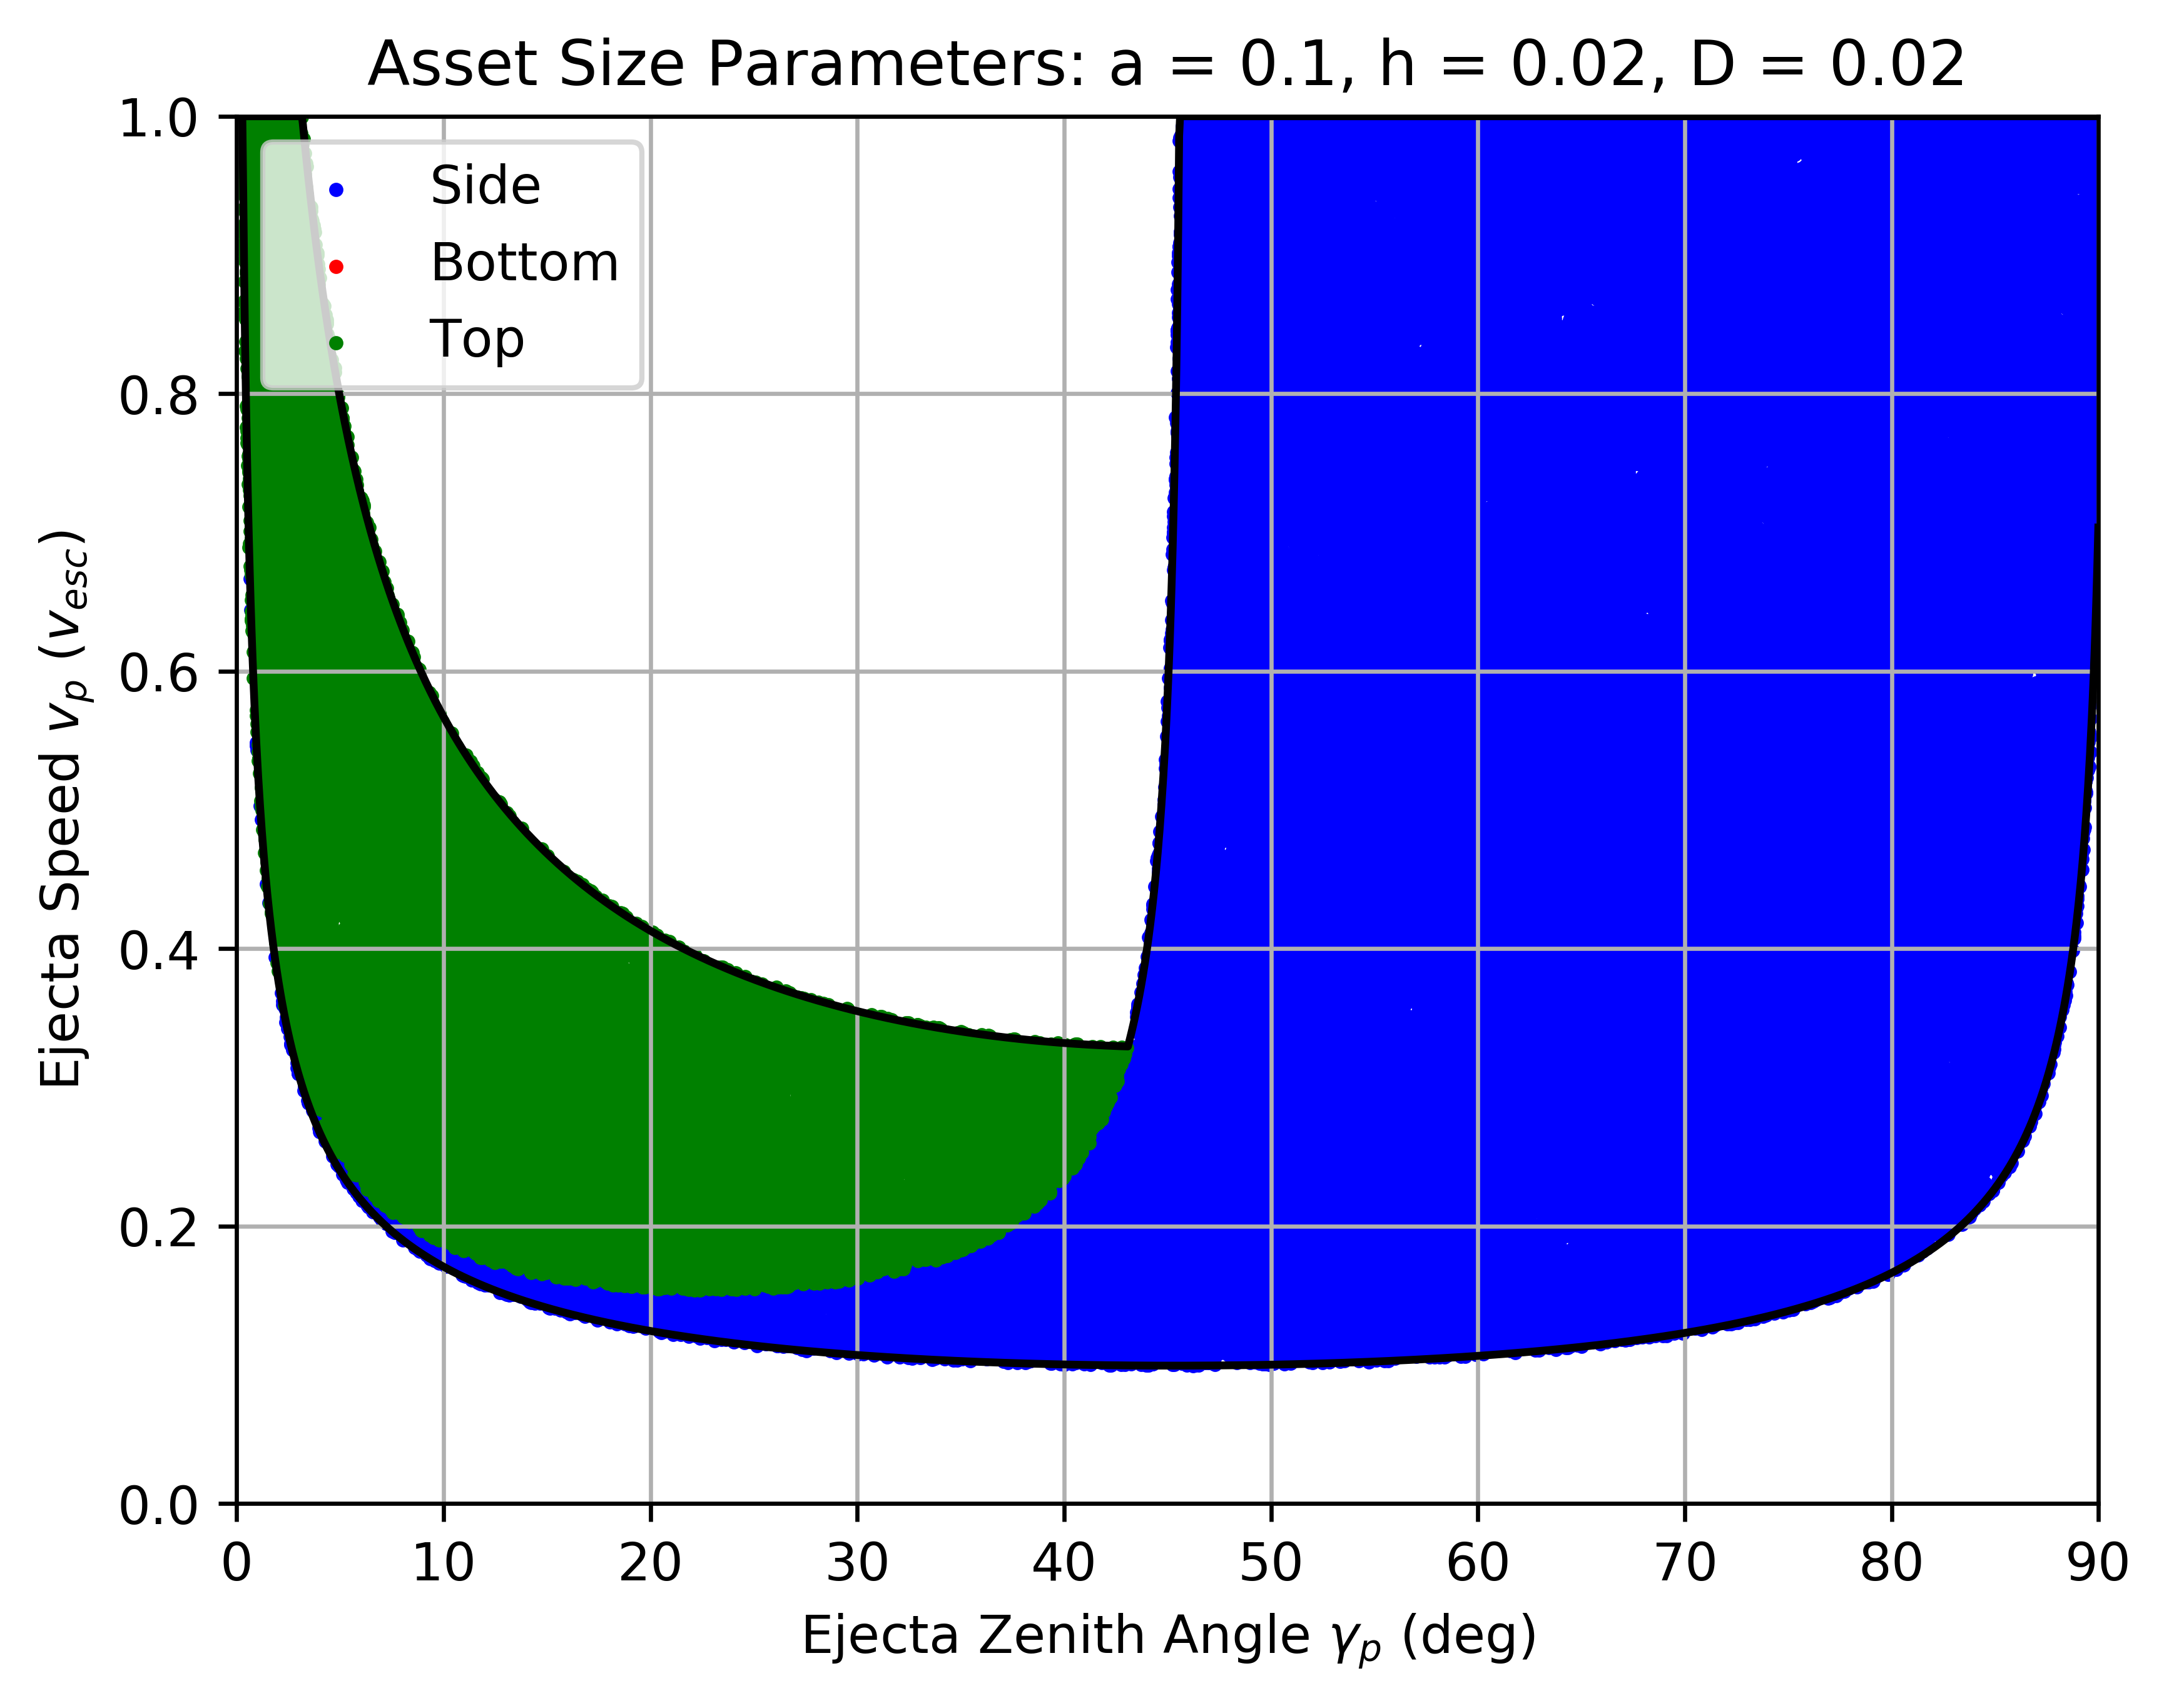 Asset Size Parameters: a = 0.1, h = 0.02, D = 0.02
1.0
0.8
0.6
0.4
0.2
0.0
Ejecta Speed v_p (v_esc)
Side
Bottom
Top
0 10 20 30 40 50 60 70 80 90
Ejecta Zenith Angle γ_p (deg)